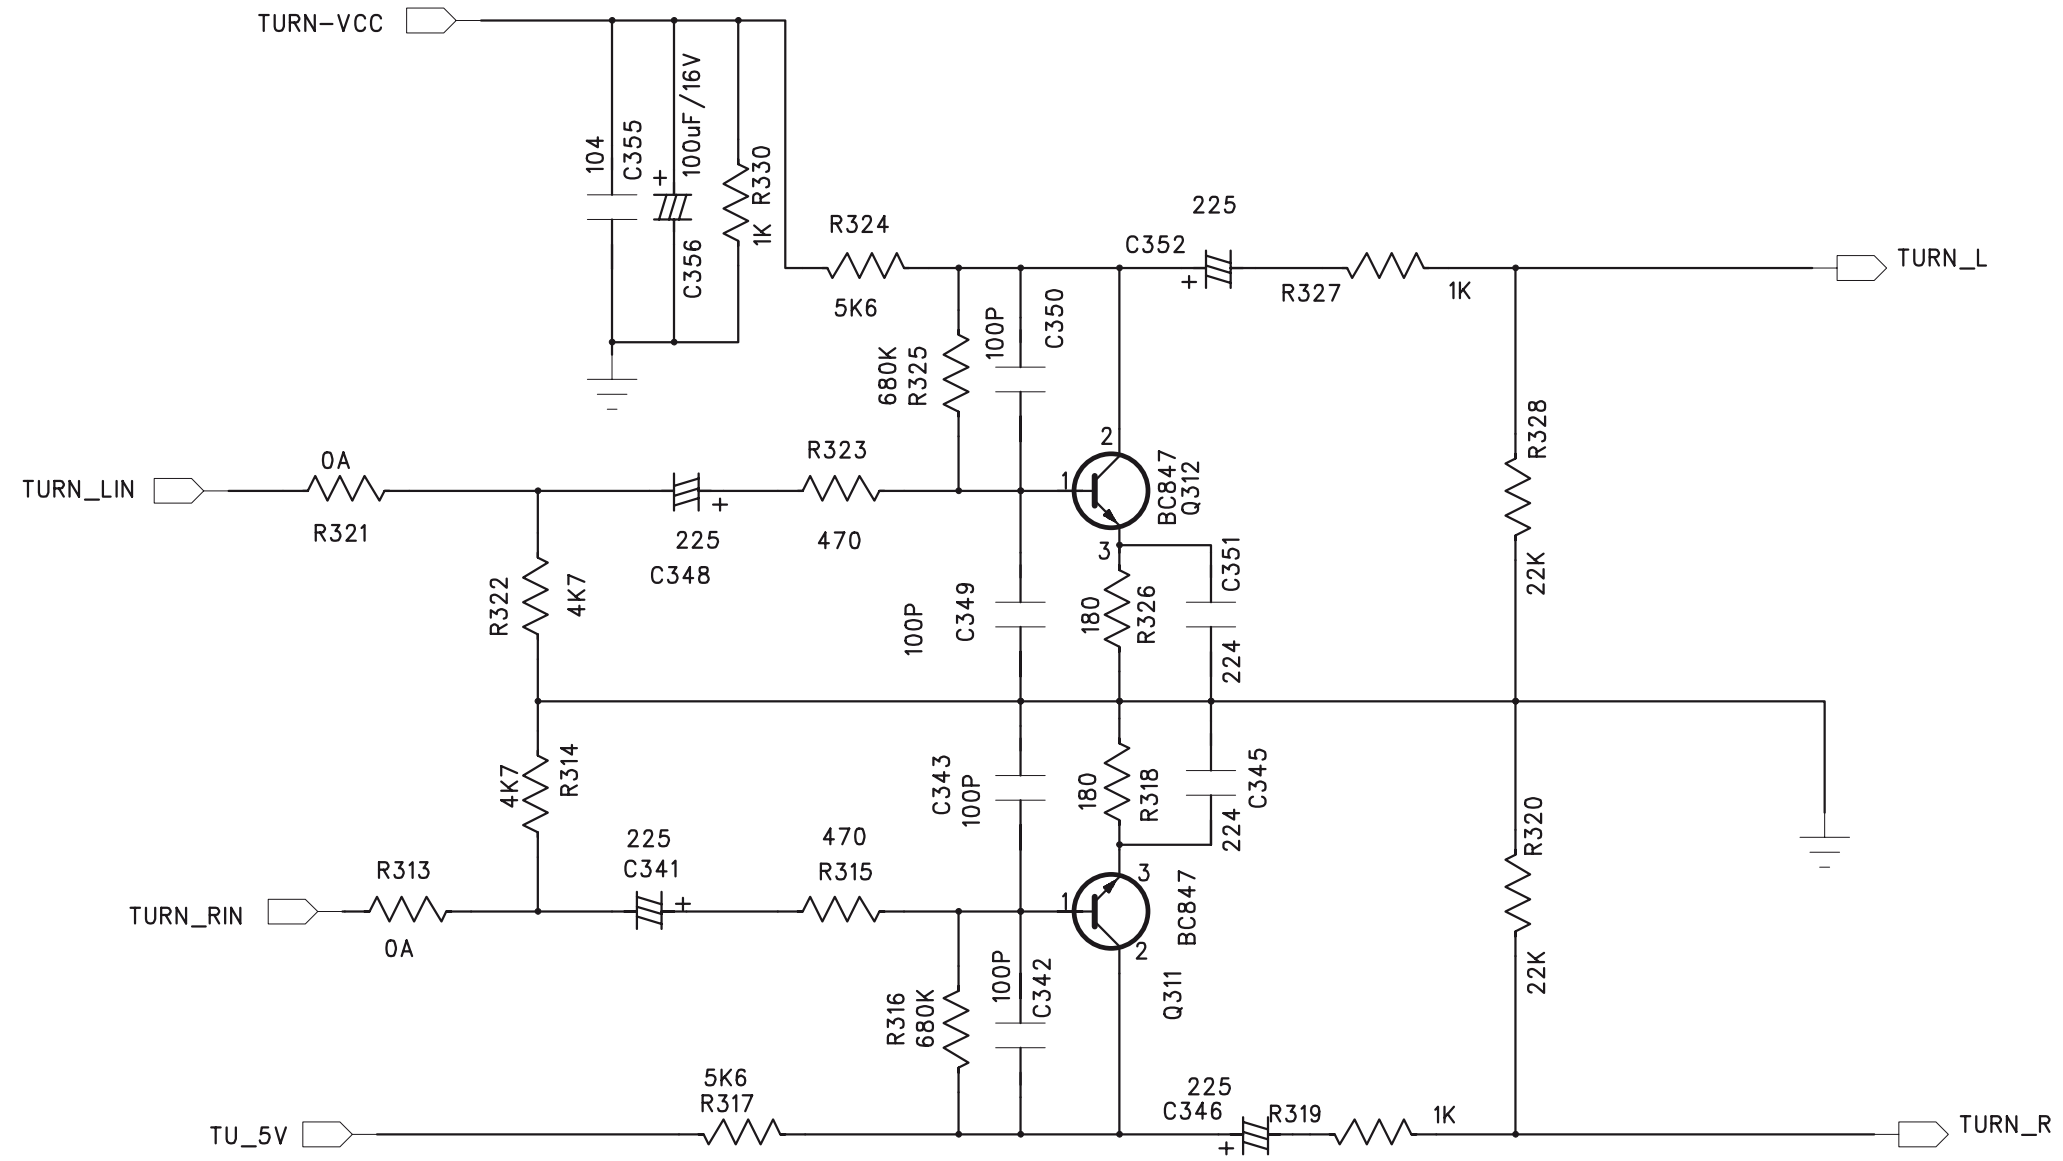 TURN-VCC
104
C355
100uF/16V
C356
R330
1K
R324
5K6
225
C352
R327
1K
TURN_L
680K
R325
100P
C350
R328
22K
TURN_LIN
0A
R321
R323
470
225
C348
1
2
3
BC847
Q312
R322
4K7
100P
C349
180
R326
C351
224
4K7
R314
C343
100P
180
R318
C345
224
R320
22K
TURN_RIN
R313
0A
225
C341
470
R315
1
3
2
BC847
Q311
R316
680K
100P
C342
TU_5V
5K6
R317
225
C346
R319
1K
TURN_R